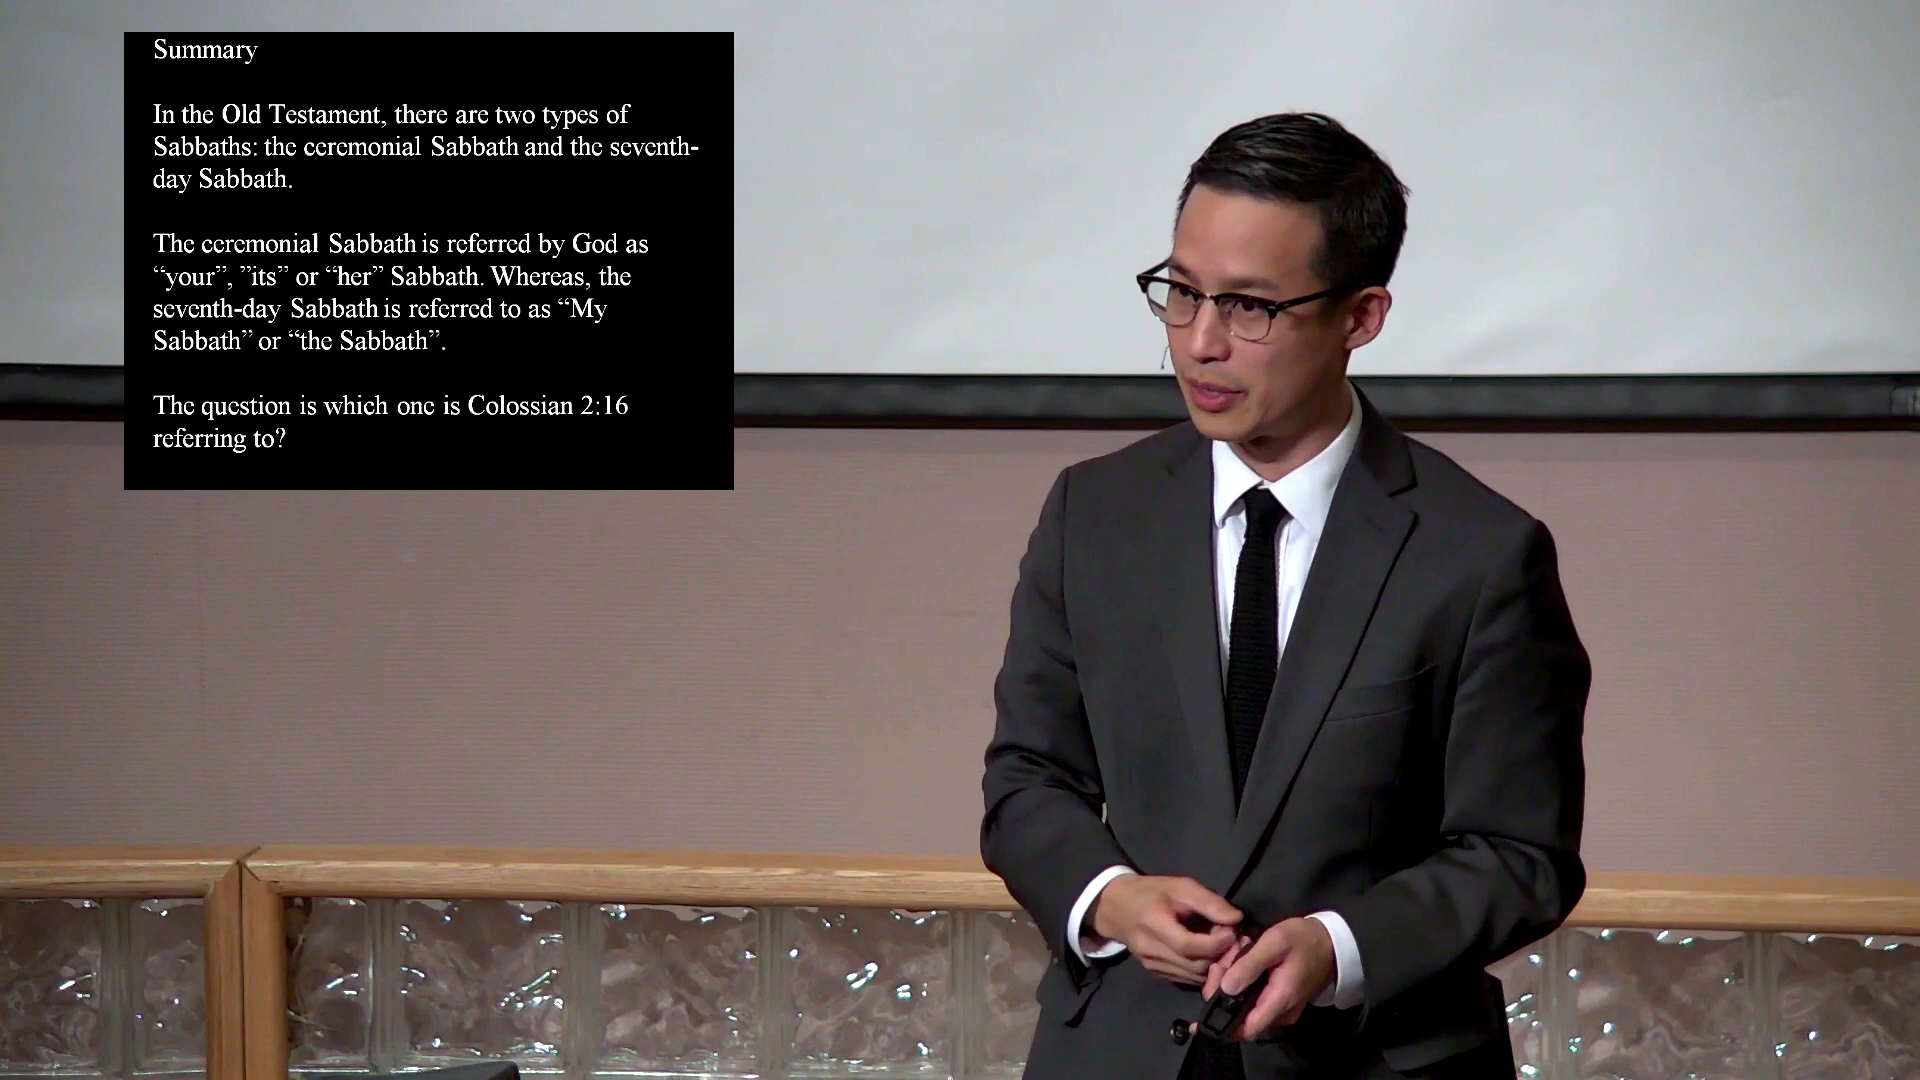 Summary
In the Old Testament, there are two types of
Sabbaths: the ceremonial Sabbath and the seventh-
day Sabbath.
The ceremonial Sabbath is referred by God as
“your”, ”its” or “her” Sabbath. Whereas, the
seventh-day Sabbath is referred to as “My
Sabbath” or “the Sabbath”.
The question is which one is Colossian 2:16
referring to?